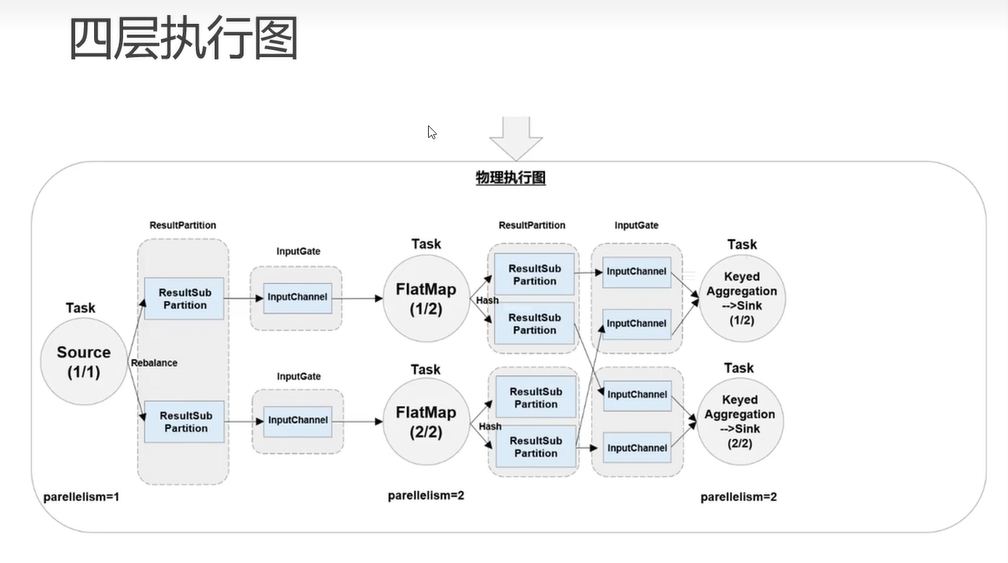 四层执行图
物理执行图
ResultPartition
InputGate
Task
ResultPartition
InputGate
Task
Task
Source
(1/1)
Rebalance
ResultSub
Partition
InputChannel
FlatMap
(1/2)
Hash
ResultSub
Partition
ResultSub
Partition
InputChannel
InputChannel
Keyed
Aggregation
-->Sink
(1/2)
ResultSub
Partition
InputGate
InputChannel
Task
FlatMap
(2/2)
Hash
ResultSub
Partition
ResultSub
Partition
InputChannel
InputChannel
Task
Keyed
Aggregation
-->Sink
(2/2)
parellelism=1
parellelism=2
parellelism=2